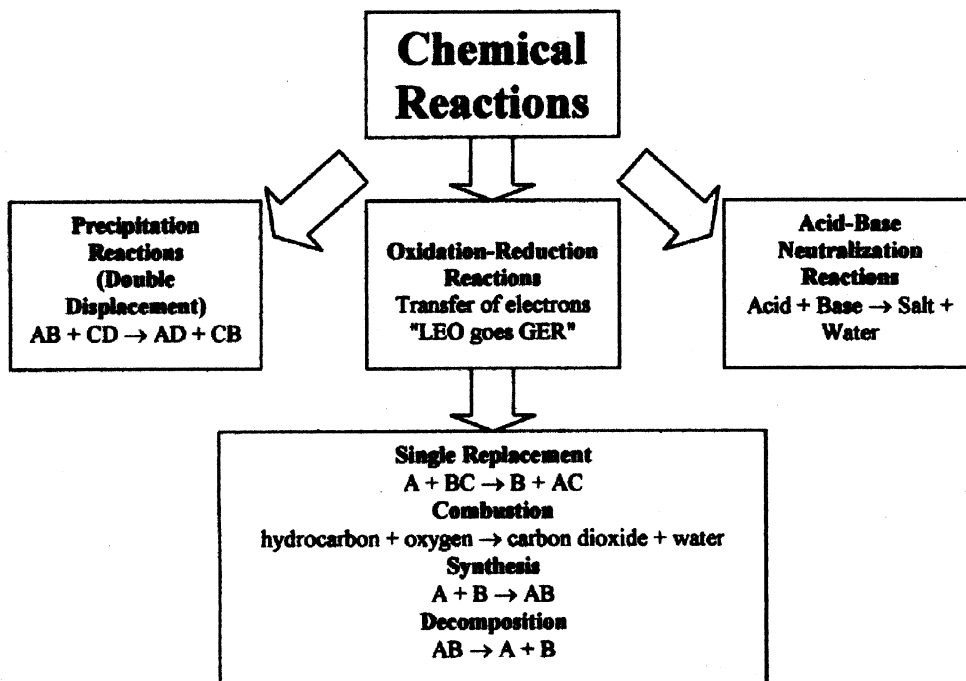 Chemical
Reactions
Precipitation
Reactions
(Double
Displacement)
AB + CD → AD + CB
Oxidation-Reduction
Reactions
Transfer of electrons
"LEO goes GER"
Acid-Base
Neutralization
Reactions
Acid + Base → Salt +
Water
Single Replacement
A + BC → B + AC
Combustion
hydrocarbon + oxygen → carbon dioxide + water
Synthesis
A + B → AB
Decomposition
AB → A + B